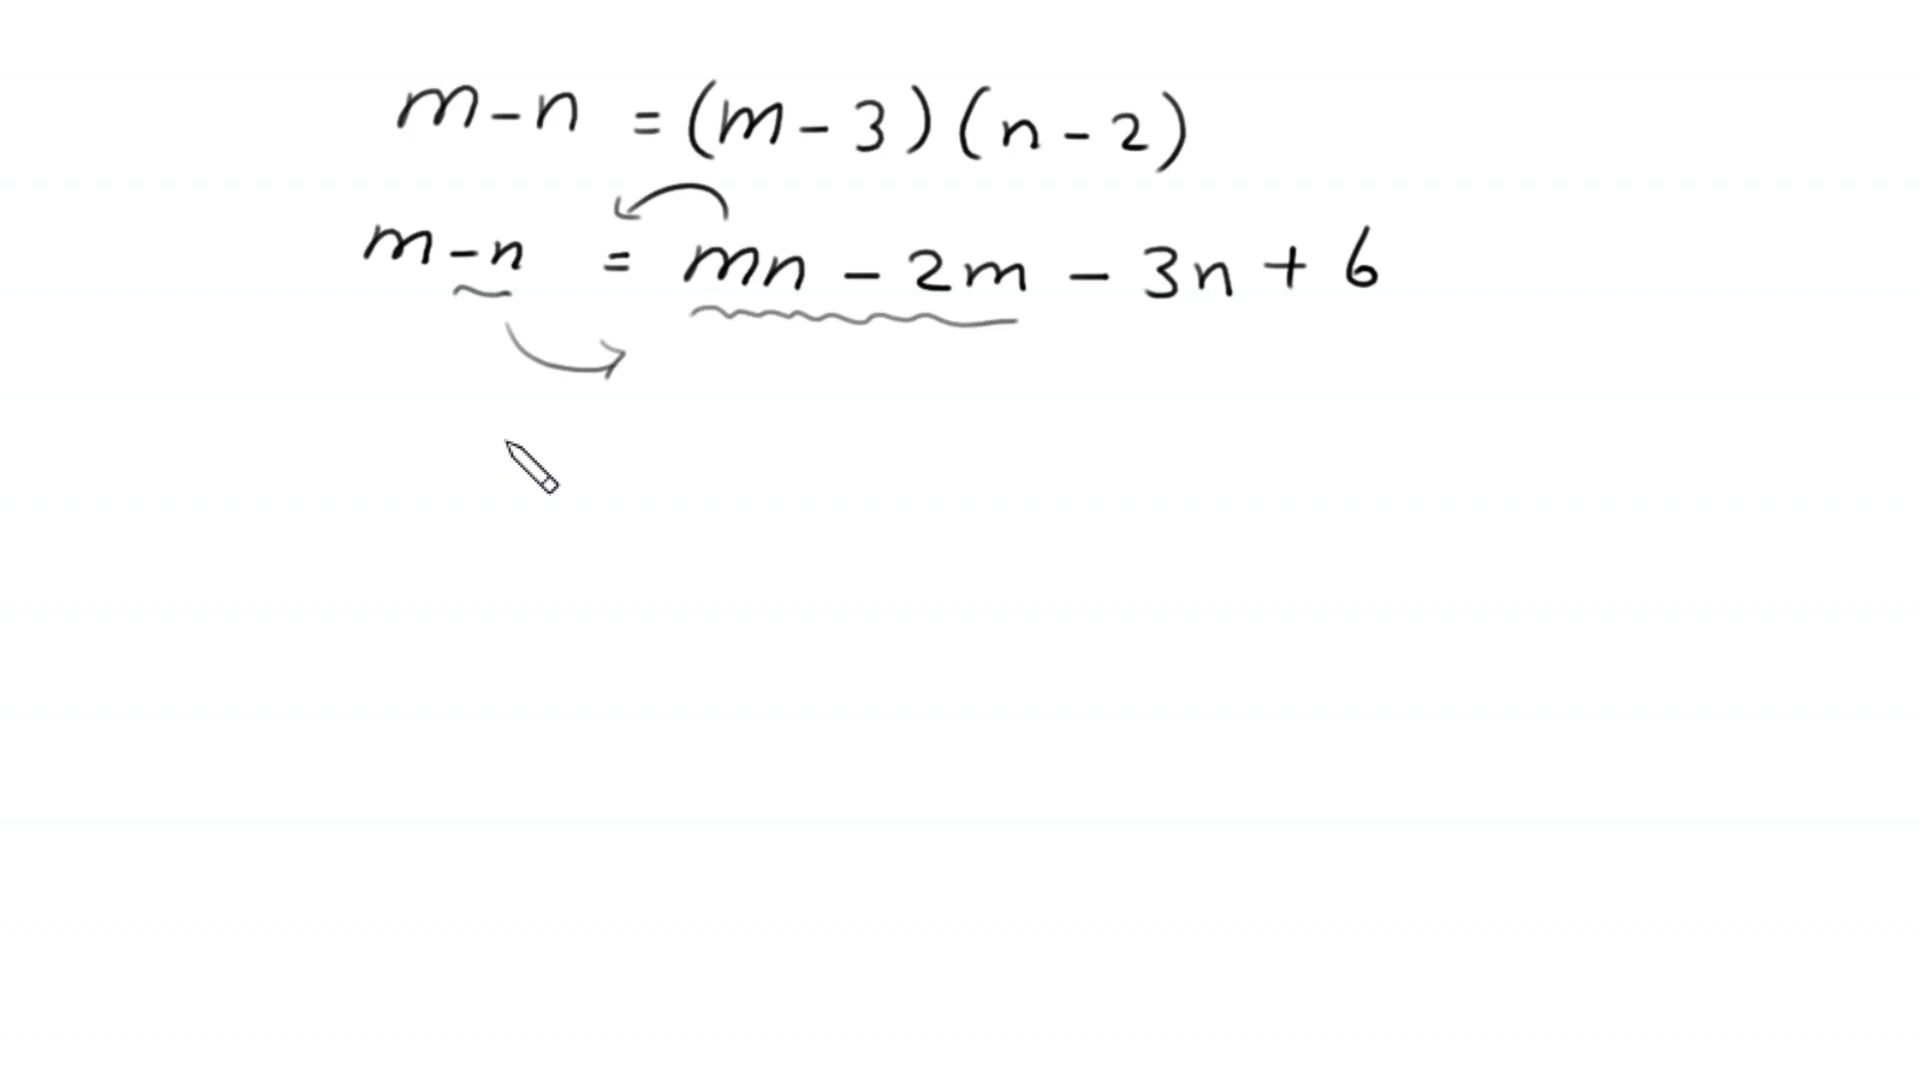 m - n = (m - 3)(n - 2)
m - n = mn - 2m - 3n + 6